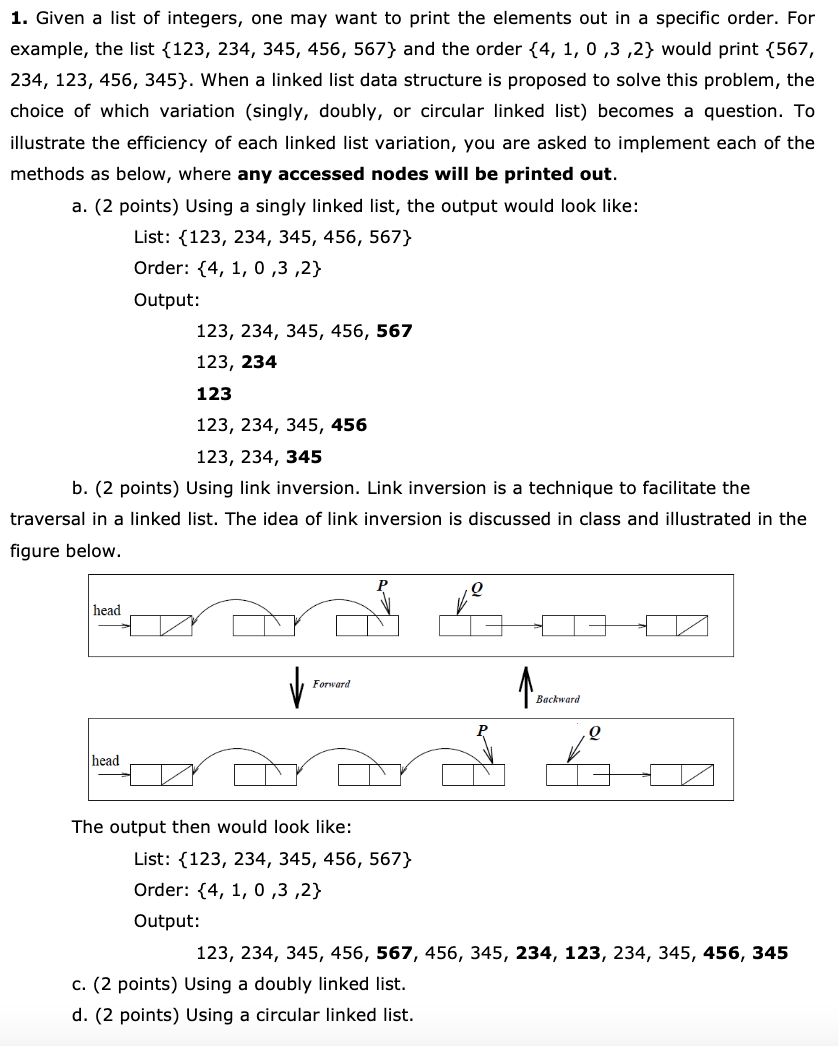 1. Given a list of integers, one may want to print the elements out in a specific order. For
example, the list {123, 234, 345, 456, 567} and the order {4, 1, 0 ,3 ,2} would print {567,
234, 123, 456, 345}. When a linked list data structure is proposed to solve this problem, the
choice of which variation (singly, doubly, or circular linked list) becomes a question. To
illustrate the efficiency of each linked list variation, you are asked to implement each of the
methods as below, where any accessed nodes will be printed out.
a. (2 points) Using a singly linked list, the output would look like:
List: {123, 234, 345, 456, 567}
Order: {4, 1, 0 ,3 ,2}
Output:
123, 234, 345, 456, 567
123, 234
123
123, 234, 345, 456
123, 234, 345
b. (2 points) Using link inversion. Link inversion is a technique to facilitate the
traversal in a linked list. The idea of link inversion is discussed in class and illustrated in the
figure below.
P
Q
head
Forward
Backward
P
Q
head
The output then would look like:
List: {123, 234, 345, 456, 567}
Order: {4, 1, 0 ,3 ,2}
Output:
123, 234, 345, 456, 567, 456, 345, 234, 123, 234, 345, 456, 345
c. (2 points) Using a doubly linked list.
d. (2 points) Using a circular linked list.